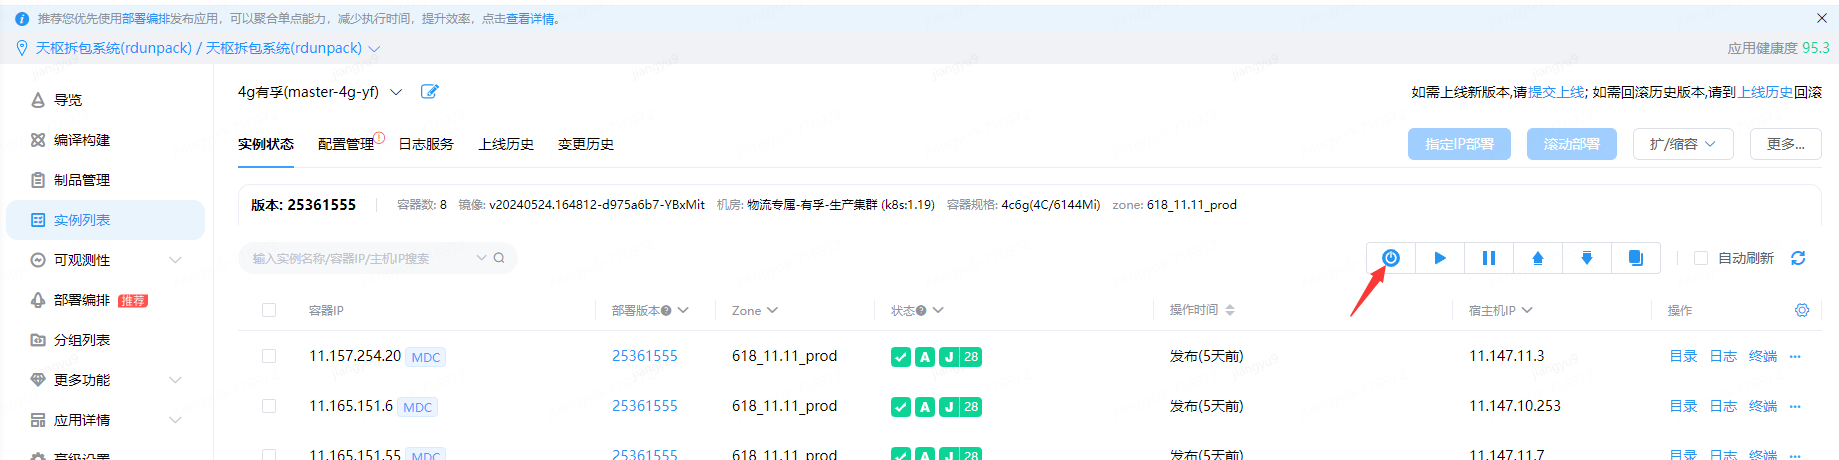 推荐您优先使用部署编排发布应用，可以聚合单点能力，减少执行时间，提升效率，点击查看详情。
天枢拆包系统(rdunpack) / 天枢拆包系统(rdunpack)
应用健康度 95.3
导览
编译构建
制品管理
实例列表
可观测性
部署编排 推荐
分组列表
更多功能
应用详情
高级设置
4g有孚(master-4g-yf)
如需上线新版本,请提交上线; 如需回滚历史版本,请到上线历史回滚
实例状态 配置管理 日志服务 上线历史 变更历史
指定IP部署 滚动部署 扩/缩容 更多...
版本: 25361555 容器数: 8 镜像: v20240524.164812-d975a6b7-YBxMit 机房: 物流专属-有孚-生产集群 (k8s:1.19) 容器规格: 4c6g(4C/6144Mi) zone: 618_11.11_prod
输入实例名称/容器IP/主机IP搜索
自动刷新
容器IP 部署版本 Zone 状态 操作时间 宿主机IP 操作
11.157.254.20 MDC 25361555 618_11.11_prod A J 28 发布(5天前) 11.147.11.3 目录 日志 终端 ...
11.165.151.6 MDC 25361555 618_11.11_prod A J 28 发布(5天前) 11.147.10.253 目录 日志 终端 ...
11.165.151.55 MDC 25361555 618_11.11_prod A J 28 发布(5天前) 11.147.11.7 目录 日志 终端 ...